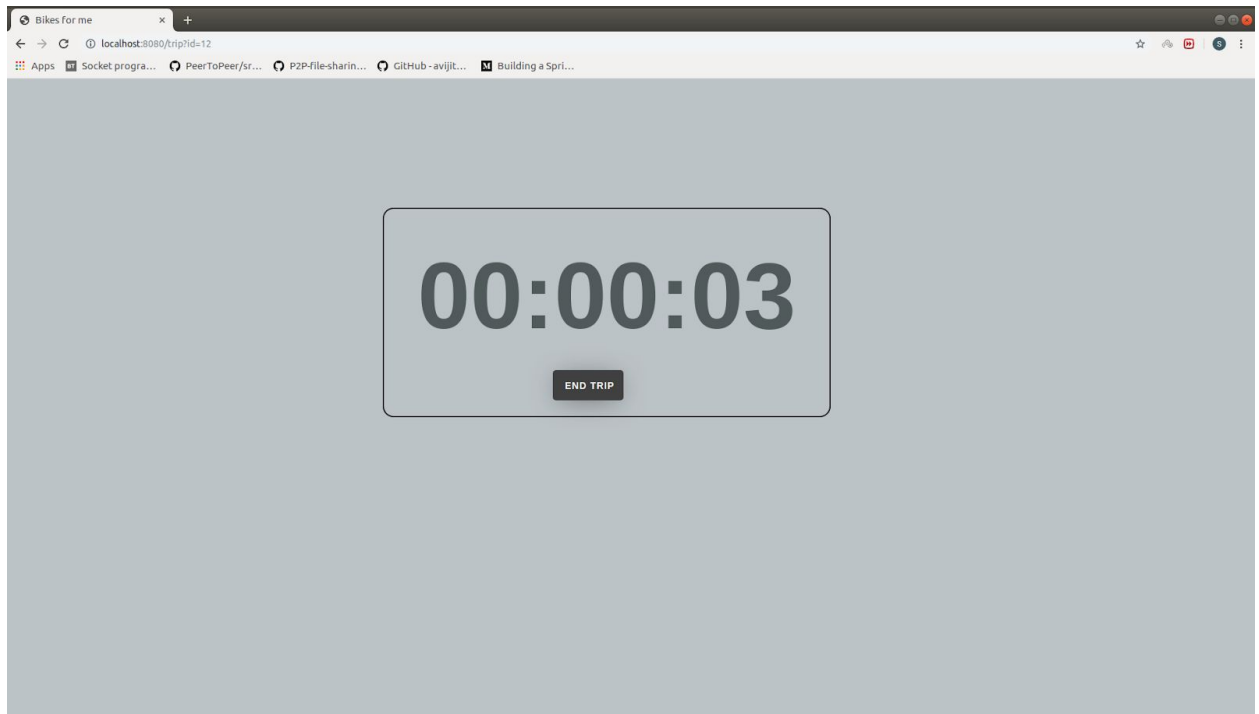 Bikes for me
localhost:8080/trip?id=12
Apps BT Socket progra... PeerToPeer/sr... P2P-file-sharin... GitHub - avijit... M Building a Spri...
S
00:00:03
END TRIP